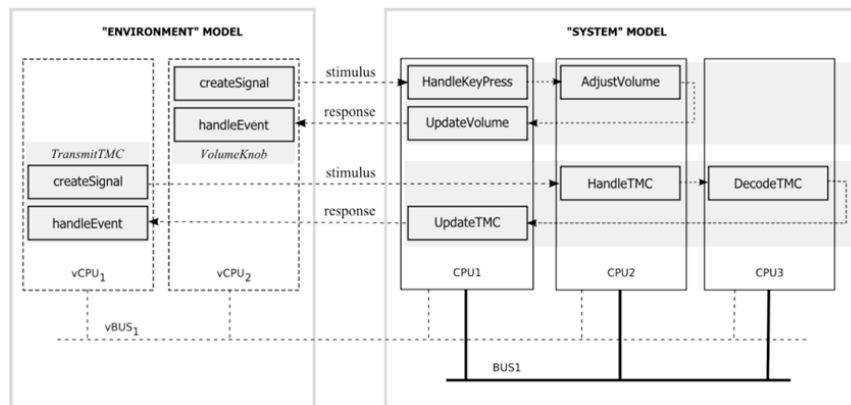 "ENVIRONMENT" MODEL
"SYSTEM" MODEL
createSignal
stimulus
HandleKeyPress
AdjustVolume
handleEvent
response
UpdateVolume
TransmitTMC
VolumeKnob
createSignal
stimulus
HandleTMC
DecodeTMC
handleEvent
response
UpdateTMC
vCPU1
vCPU2
CPU1
CPU2
CPU3
vBUS1
BUS1